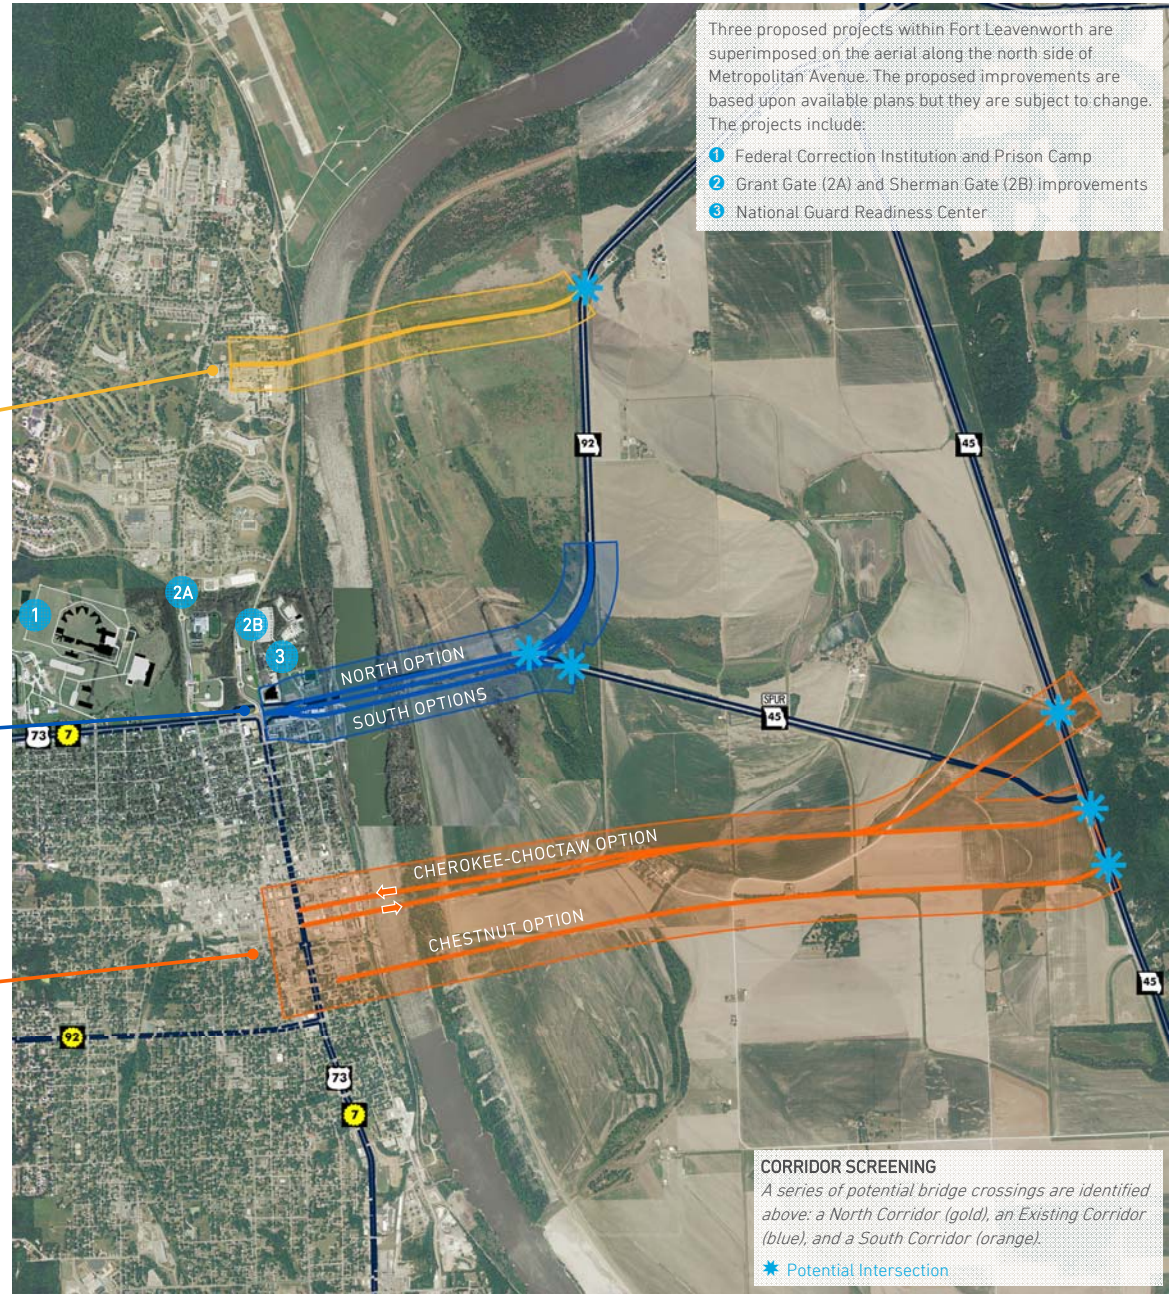 Three proposed projects within Fort Leavenworth are
superimposed on the aerial along the north side of
Metropolitan Avenue. The proposed improvements are
based upon available plans but they are subject to change.
The projects include:
1 Federal Correction Institution and Prison Camp
2 Grant Gate (2A) and Sherman Gate (2B) improvements
3 National Guard Readiness Center
92
45
2A
1
2B
3
NORTH OPTION
SOUTH OPTIONS
SPUR
45
73 7
CHEROKEE-CHOCTAW OPTION
CHESTNUT OPTION
45
92
73
7
CORRIDOR SCREENING
A series of potential bridge crossings are identified
above: a North Corridor (gold), an Existing Corridor
(blue), and a South Corridor (orange).
Potential Intersection